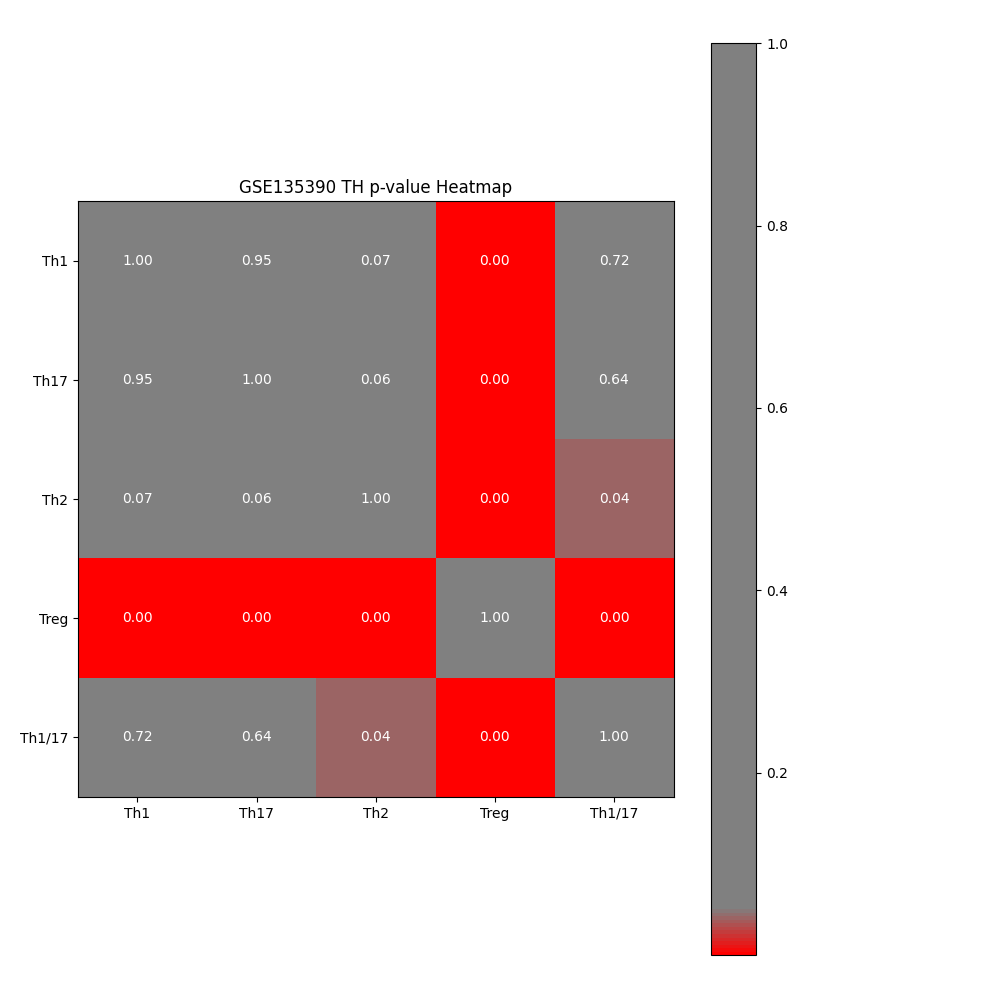 GSE135390 TH p-value Heatmap
Th1 1.00 0.95 0.07 0.00 0.72
Th17 0.95 1.00 0.06 0.00 0.64
Th2 0.07 0.06 1.00 0.00 0.04
Treg 0.00 0.00 0.00 1.00 0.00
Th1/17 0.72 0.64 0.04 0.00 1.00
Th1 Th17 Th2 Treg Th1/17
1.0
0.8
0.6
0.4
0.2